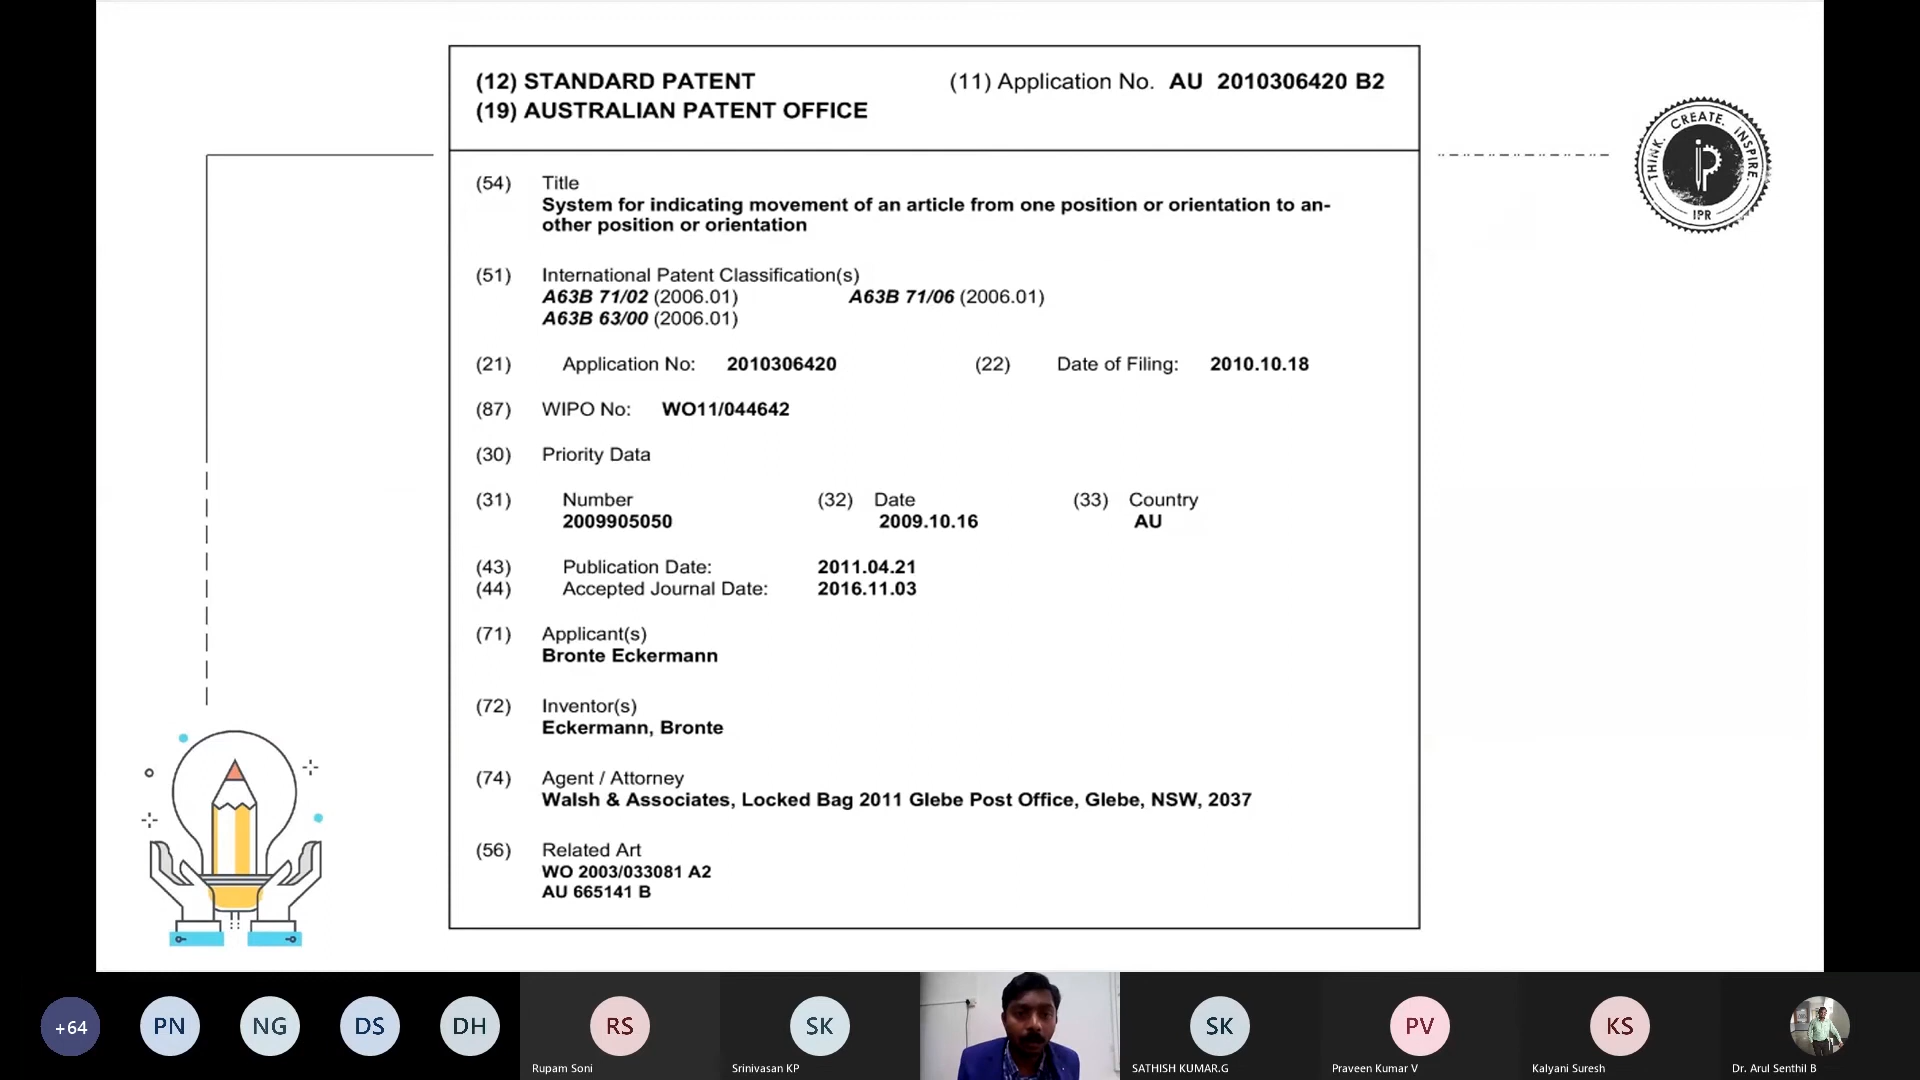 (12) STANDARD PATENT (11) Application No. AU 2010306420 B2
(19) AUSTRALIAN PATENT OFFICE
(54) Title
System for indicating movement of an article from one position or orientation to an-
other position or orientation
(51) International Patent Classification(s)
A63B 71/02 (2006.01) A63B 71/06 (2006.01)
A63B 63/00 (2006.01)
(21) Application No: 2010306420 (22) Date of Filing: 2010.10.18
(87) WIPO No: WO11/044642
(30) Priority Data
(31) Number (32) Date (33) Country
2009905050 2009.10.16 AU
(43) Publication Date: 2011.04.21
(44) Accepted Journal Date: 2016.11.03
(71) Applicant(s)
Bronte Eckermann
(72) Inventor(s)
Eckermann, Bronte
(74) Agent / Attorney
Walsh & Associates, Locked Bag 2011 Glebe Post Office, Glebe, NSW, 2037
(56) Related Art
WO 2003/033081 A2
AU 665141 B
THINK. CREATE. INSPIRE.
iP
IPR
+64 PN NG DS DH RS SK SK PV KS
Rupam Soni Srinivasan KP SATHISH KUMAR.G Praveen Kumar V Kalyani Suresh Dr. Arul Senthil B